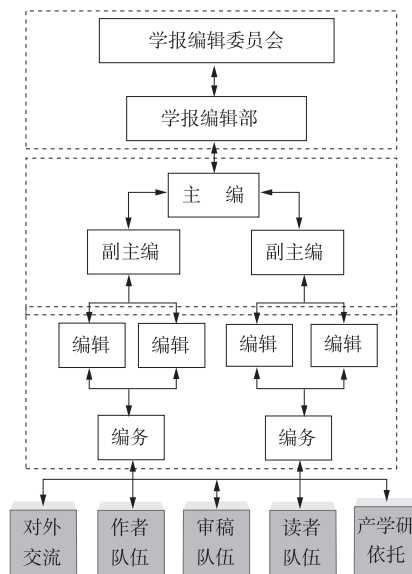 学报编辑委员会
学报编辑部
主 编
副主编 副主编
编辑 编辑 编辑 编辑
编务 编务
对外 作者 审稿 读者 产学研
交流 队伍 队伍 队伍 依托